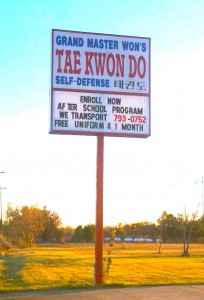 GRAND MASTER WON'S
TAE KWON DO
SELF-DEFENSE 태권도
ENROLL NOW
AFTER SCHOOL PROGRAM
WE TRANSPORT 793-0752
FREE UNIFORM & 1 MONTH